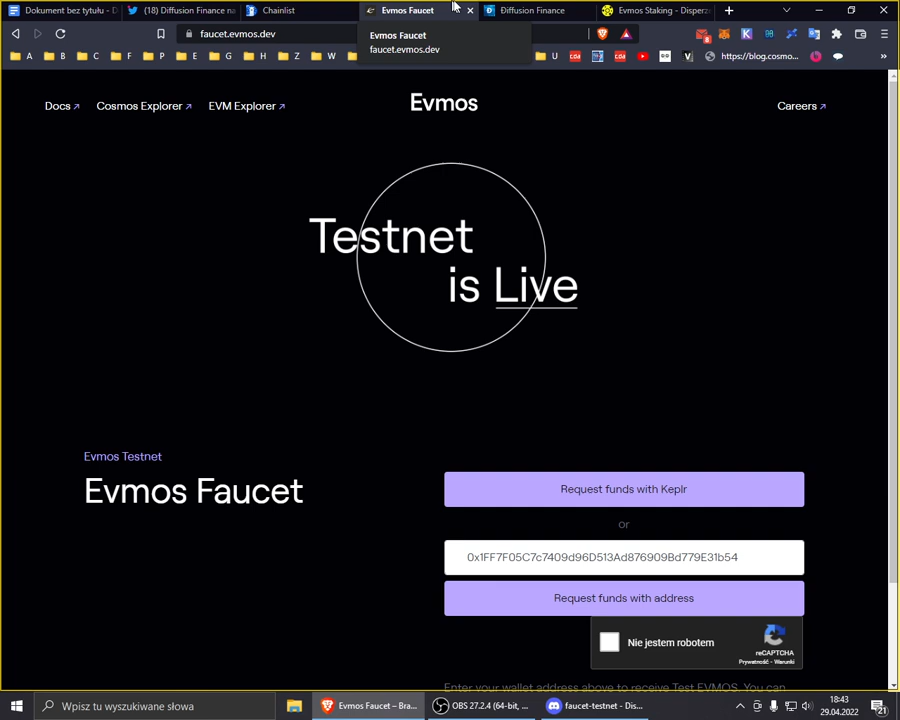 Dokument bez tytułu - D
(18) Diffusion Finance na
Chainlist
Evmos Faucet
Diffusion Finance
Evmos Staking - Disperze
faucet.evmos.dev
Evmos Faucet
faucet.evmos.dev
A
B
C
F
P
E
G
H
Z
W
U
https://blog.cosmo...
Docs ↗
Cosmos Explorer ↗
EVM Explorer ↗
Evmos
Careers ↗
Testnet
is Live
Evmos Testnet
Evmos Faucet
Request funds with Keplr
or
0x1FF7F05C7c7409d96D513Ad876909Bd779E31b54
Request funds with address
Nie jestem robotem
reCAPTCHA
Prywatność - Warunki
Enter your wallet address above to receive Test EVMOS. You can
Wpisz tu wyszukiwane słowa
Evmos Faucet – Bra...
OBS 27.2.4 (64-bit, ...
faucet-testnet - Dis...
18:43
29.04.2022
21